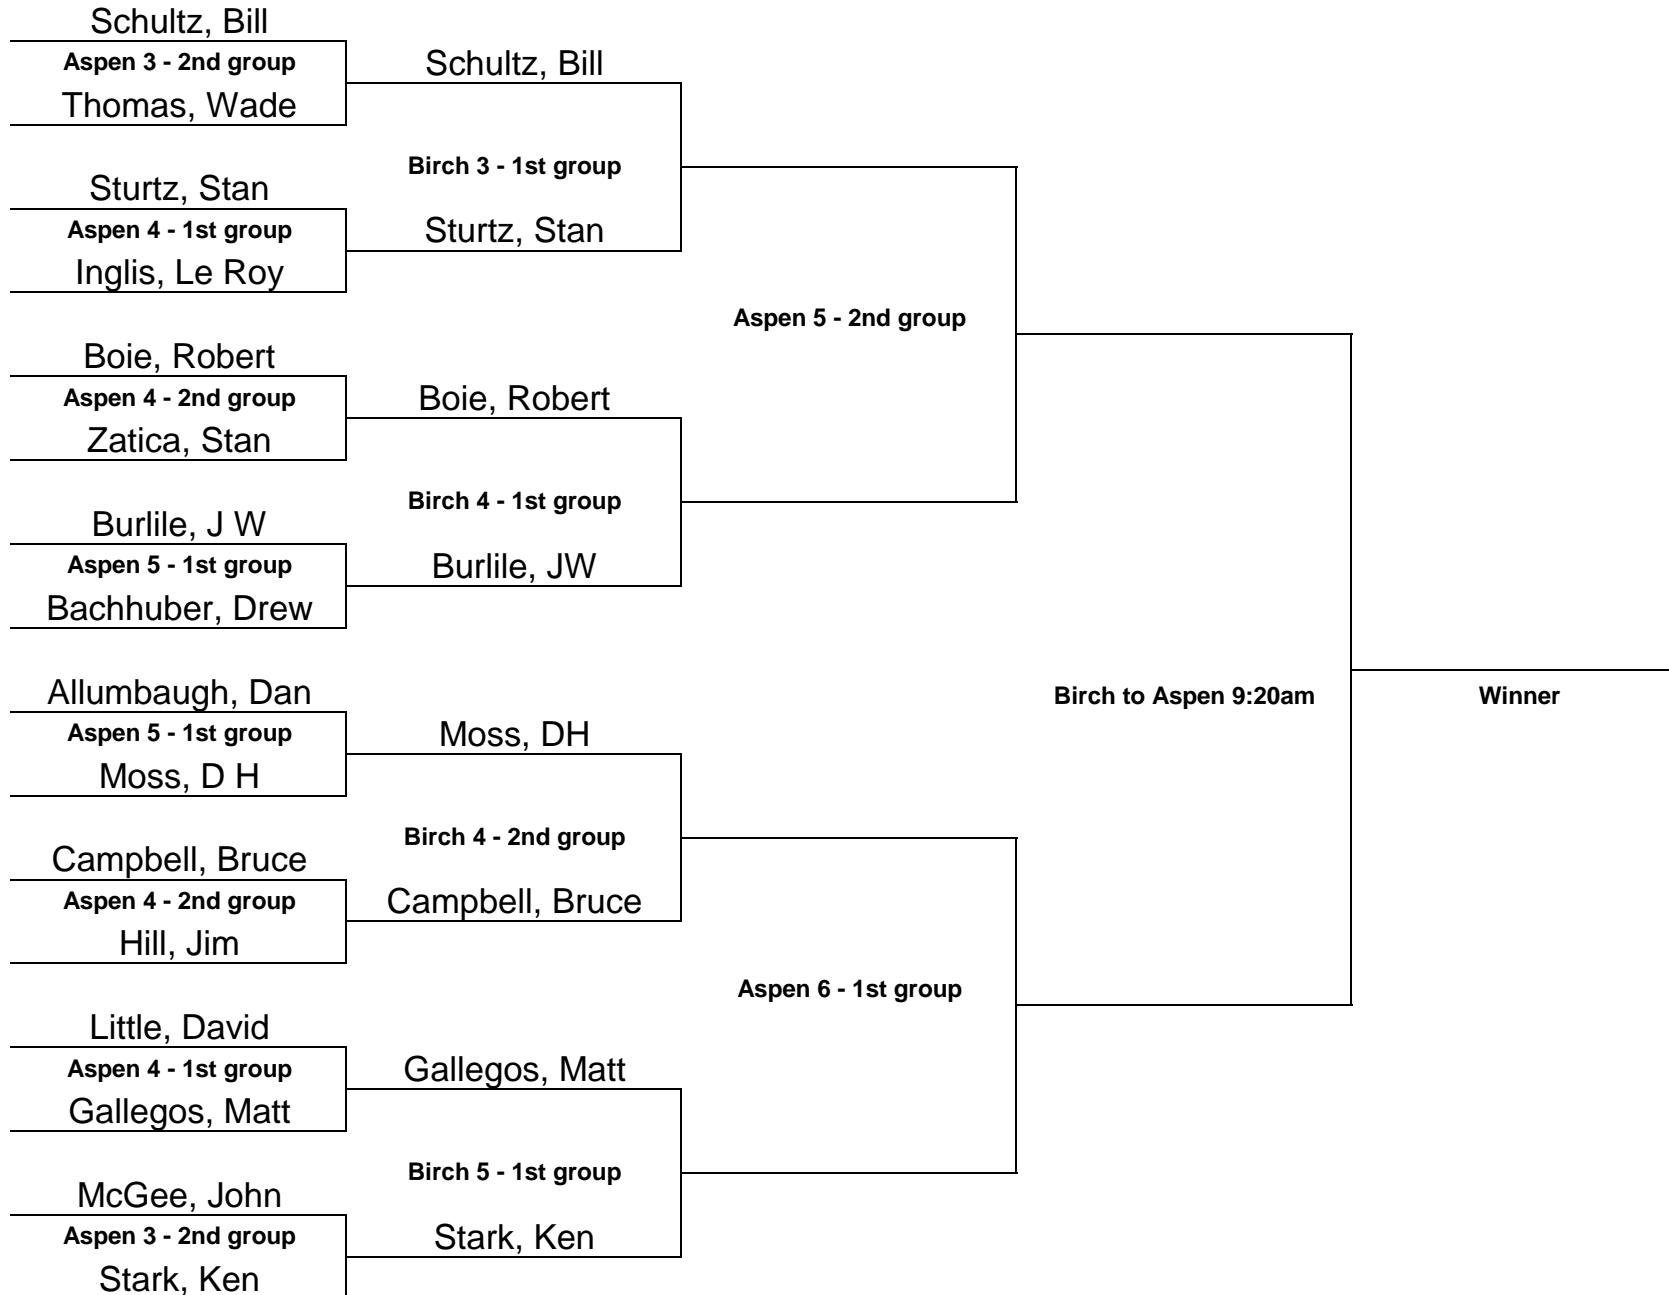 Schultz, Bill
Aspen 3 - 2nd group
Thomas, Wade
Sturtz, Stan
Aspen 4 - 1st group
Inglis, Le Roy
Boie, Robert
Aspen 4 - 2nd group
Zatica, Stan
Burlile, J W
Aspen 5 - 1st group
Bachhuber, Drew
Allumbaugh, Dan
Aspen 5 - 1st group
Moss, D H
Campbell, Bruce
Aspen 4 - 2nd group
Hill, Jim
Little, David
Aspen 4 - 1st group
Gallegos, Matt
McGee, John
Aspen 3 - 2nd group
Stark, Ken
Schultz, Bill
Birch 3 - 1st group
Sturtz, Stan
Boie, Robert
Birch 4 - 1st group
Burlile, JW
Moss, DH
Birch 4 - 2nd group
Campbell, Bruce
Gallegos, Matt
Birch 5 - 1st group
Stark, Ken
Aspen 5 - 2nd group
Aspen 6 - 1st group
Birch to Aspen 9:20am
Winner